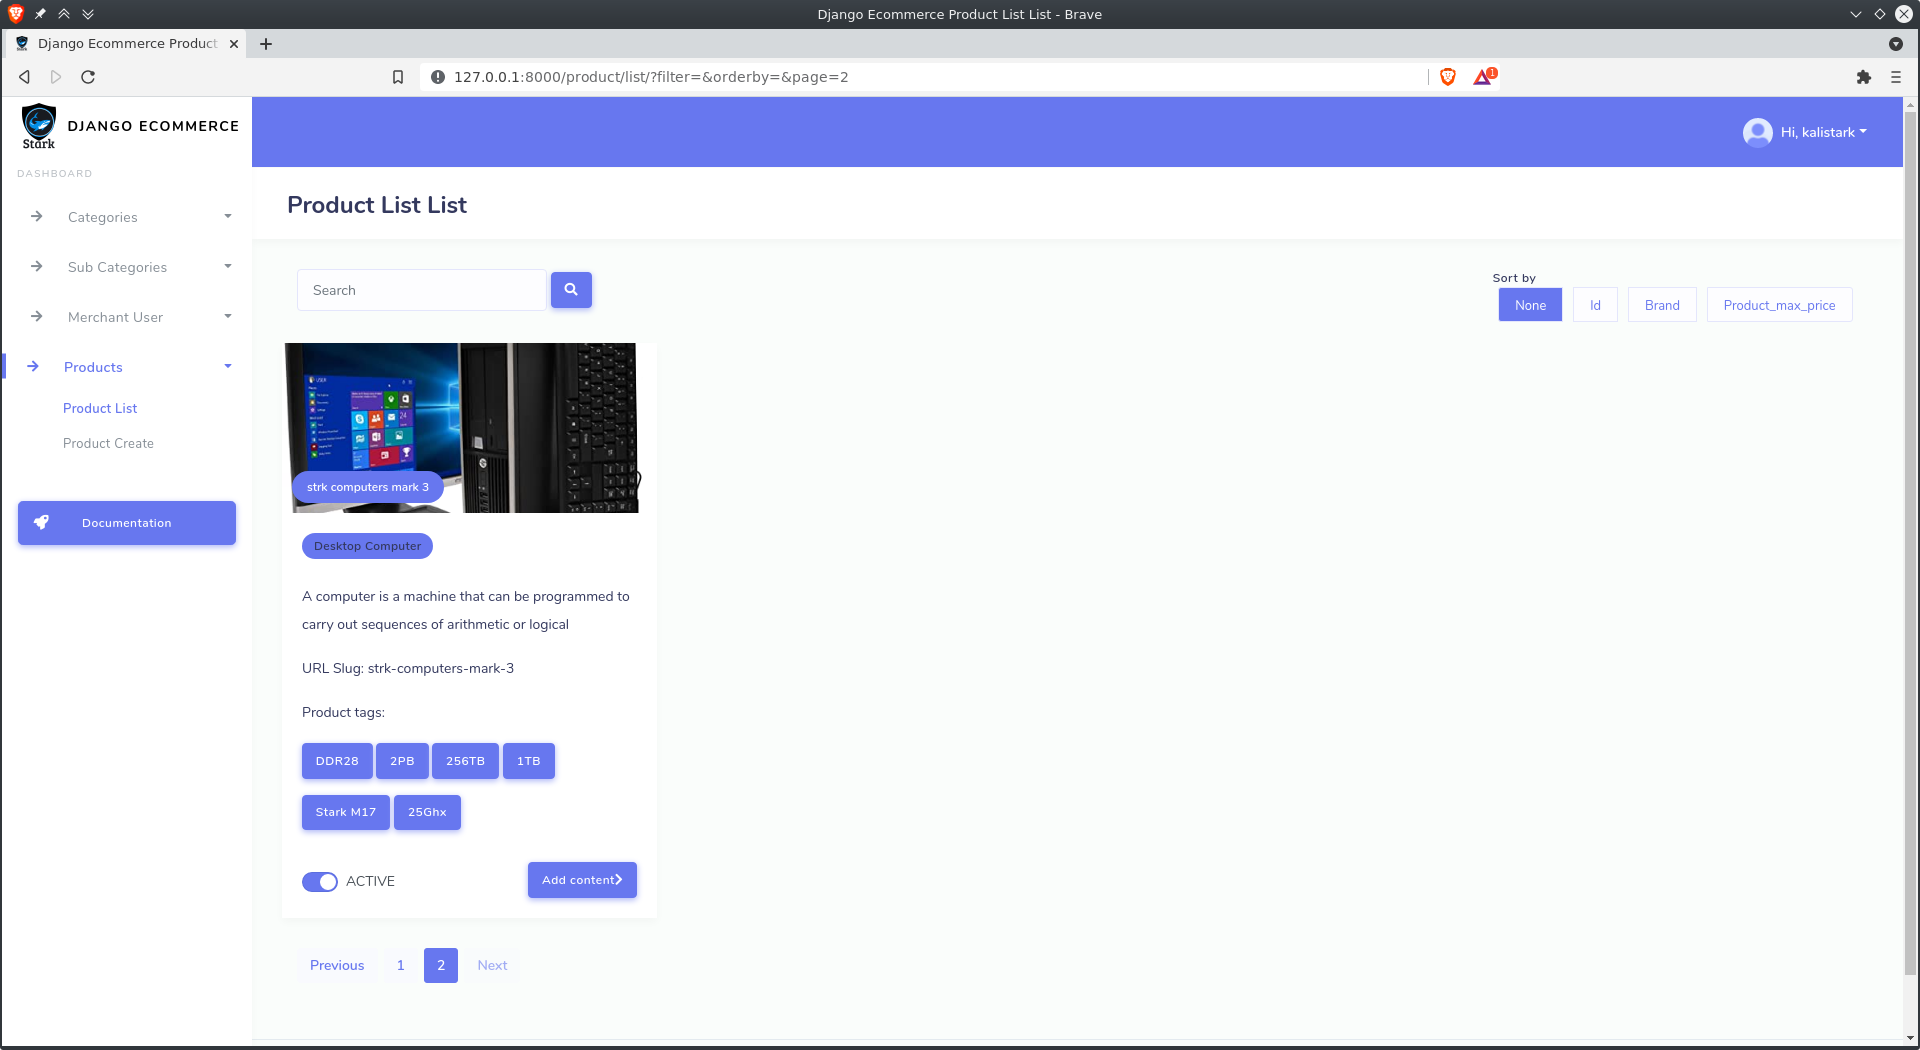 Django Ecommerce Product List List - Brave
Django Ecommerce Product
127.0.0.1:8000/product/list/?filter=&orderby=&page=2
1
Stark
DJANGO ECOMMERCE
Hi, kalistark
DASHBOARD
Categories
Sub Categories
Merchant User
Products
Product List
Product Create
Documentation
Product List List
Search
Sort by
None Id Brand Product_max_price
strk computers mark 3
Desktop Computer
A computer is a machine that can be programmed to
carry out sequences of arithmetic or logical
URL Slug: strk-computers-mark-3
Product tags:
DDR28 2PB 256TB 1TB
Stark M17 25Ghx
ACTIVE
Add content
Previous 1 2 Next